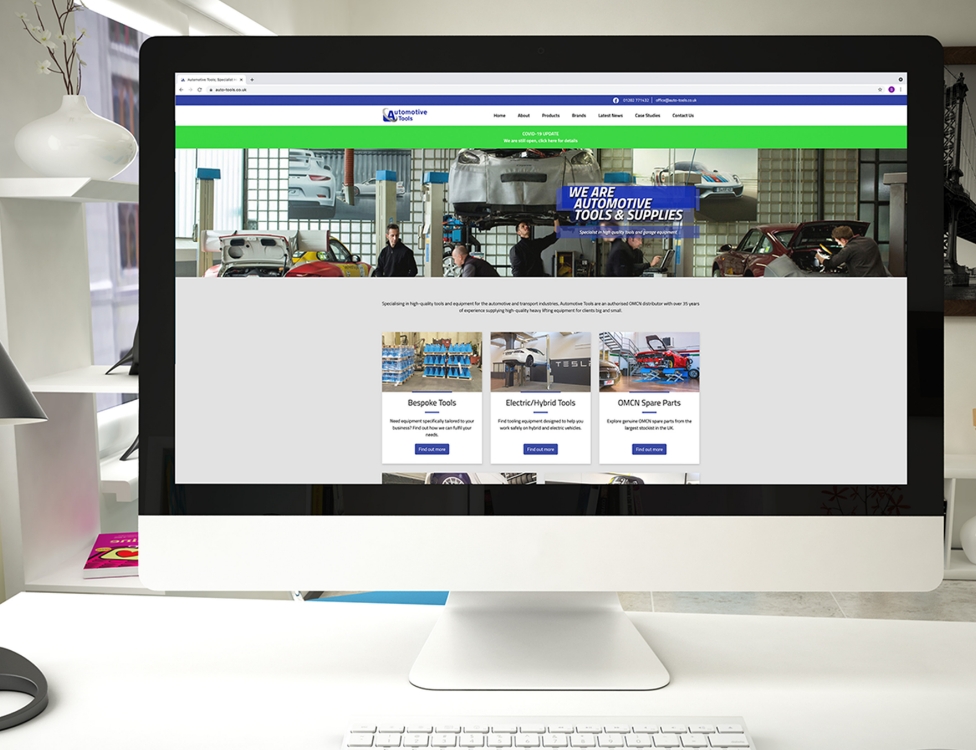 Automotive Tools, Specialist
auto-tools.co.uk
office@auto-tools.co.uk
Automotive
Tools
Home About Products Brands Latest News Case Studies Contact Us
COVID-19 UPDATE
We are still open, click here for details
WE ARE
AUTOMOTIVE
TOOLS & SUPPLIES
Specialist in high quality tools and garage equipment
Specialising in high-quality tools and equipment for the automotive and transport industries, Automotive Tools are an authorised OMCN distributor with over 35 years
of experience supplying high-quality heavy lifting equipment for clients big and small.
TESL
Bespoke Tools Electric/Hybrid Tools OMCN Spare Parts
Need equipment specifically tailored to your Find tooling equipment designed to help you Explore genuine OMCN spare parts from the
business? Find out how we can fulfil your work safely on hybrid and electric vehicles. largest stockist in the UK.
needs.
Find out more Find out more Find out more